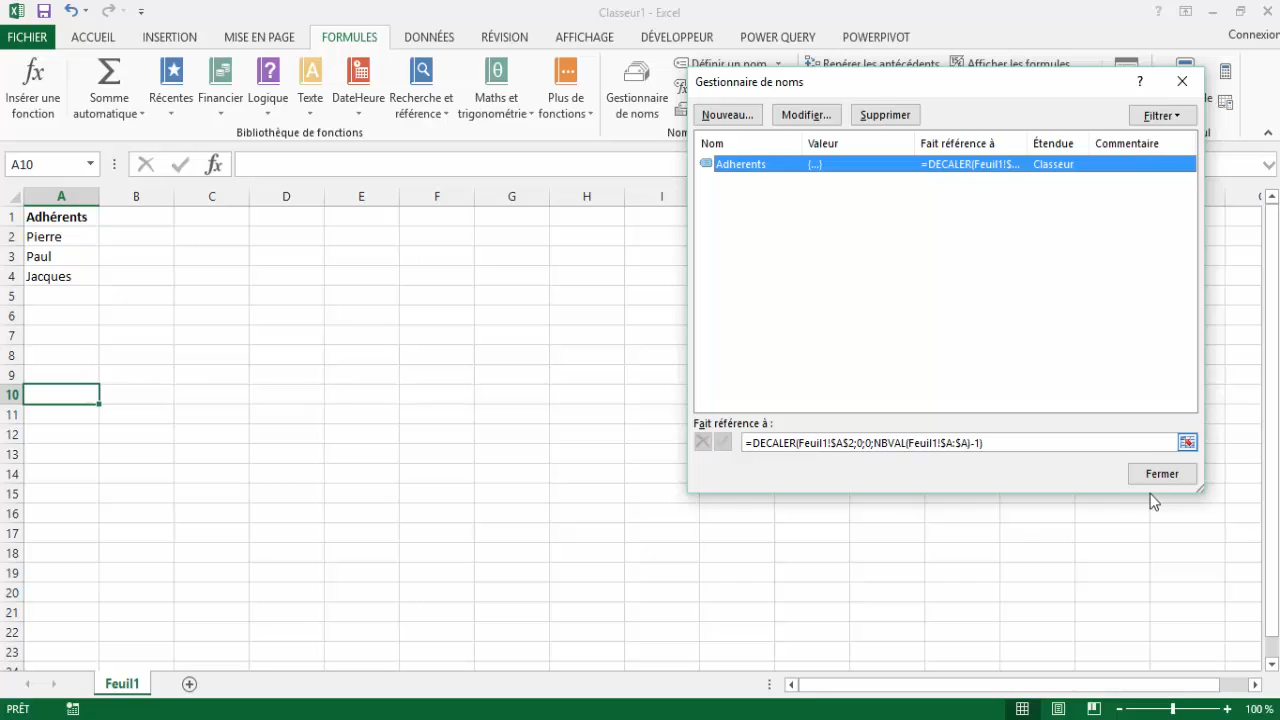 Classeur1 - Excel
FICHIER ACCUEIL INSERTION MISE EN PAGE FORMULES DONNÉES RÉVISION AFFICHAGE DÉVELOPPEUR POWER QUERY POWERPIVOT Connexion
Définir un nom Repérer les antécédents Afficher les formules
Insérer une fonction
Somme automatique
Récentes
Financier
Logique
Texte
DateHeure
Recherche et référence
Maths et trigonométrie
Plus de fonctions
Gestionnaire de noms
Bibliothèque de fonctions
A10
fx
A B C D E F G H I
1 Adhérents
2 Pierre
3 Paul
4 Jacques
5
6
7
8
9
10
11
12
13
14
15
16
17
18
19
20
21
22
23
Gestionnaire de noms
Nouveau... Modifier... Supprimer Filtrer
Nom Valeur Fait référence à Étendue Commentaire
Adherents {...} =DECALER(Feuil1!$... Classeur
Fait référence à :
=DECALER(Feuil1!$A$2;0;0;NBVAL(Feuil1!$A:$A)-1)
Fermer
Feuil1
PRÊT
100 %